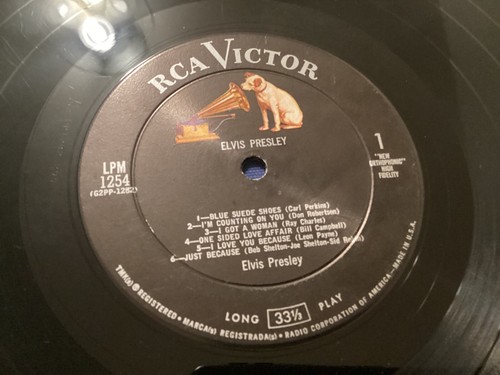 RCA VICTOR
ELVIS PRESLEY
LPM
1254
(G2PP-1282)
1
"NEW
ORTHOPHONIC"
HIGH
FIDELITY
1—BLUE SUEDE SHOES (Carl Perkins)
2—I'M COUNTING ON YOU (Don Robertson)
3—I GOT A WOMAN (Ray Charles)
4—ONE SIDED LOVE AFFAIR (Bill Campbell)
5—I LOVE YOU BECAUSE (Leon Payne)
6—JUST BECAUSE (Bob Shelton-Joe Shelton-Sid Robin)
Elvis Presley
LONG 33⅓ PLAY
TMK(s) ® REGISTERED • MARCA(s) REGISTRADA(s) • RADIO CORPORATION OF AMERICA—MADE IN U.S.A.